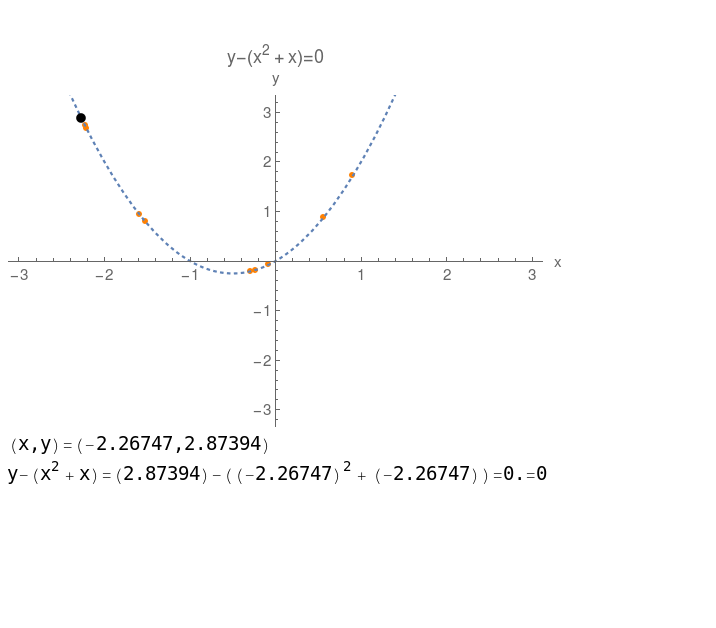 y−(x² + x)=0
y
3
2
1
−3 −2 −1 1 2 3 x
−1
−2
−3
(x,y)=(−2.26747,2.87394)
y−(x² + x)=(2.87394)−((−2.26747)² + (−2.26747))=0.=0